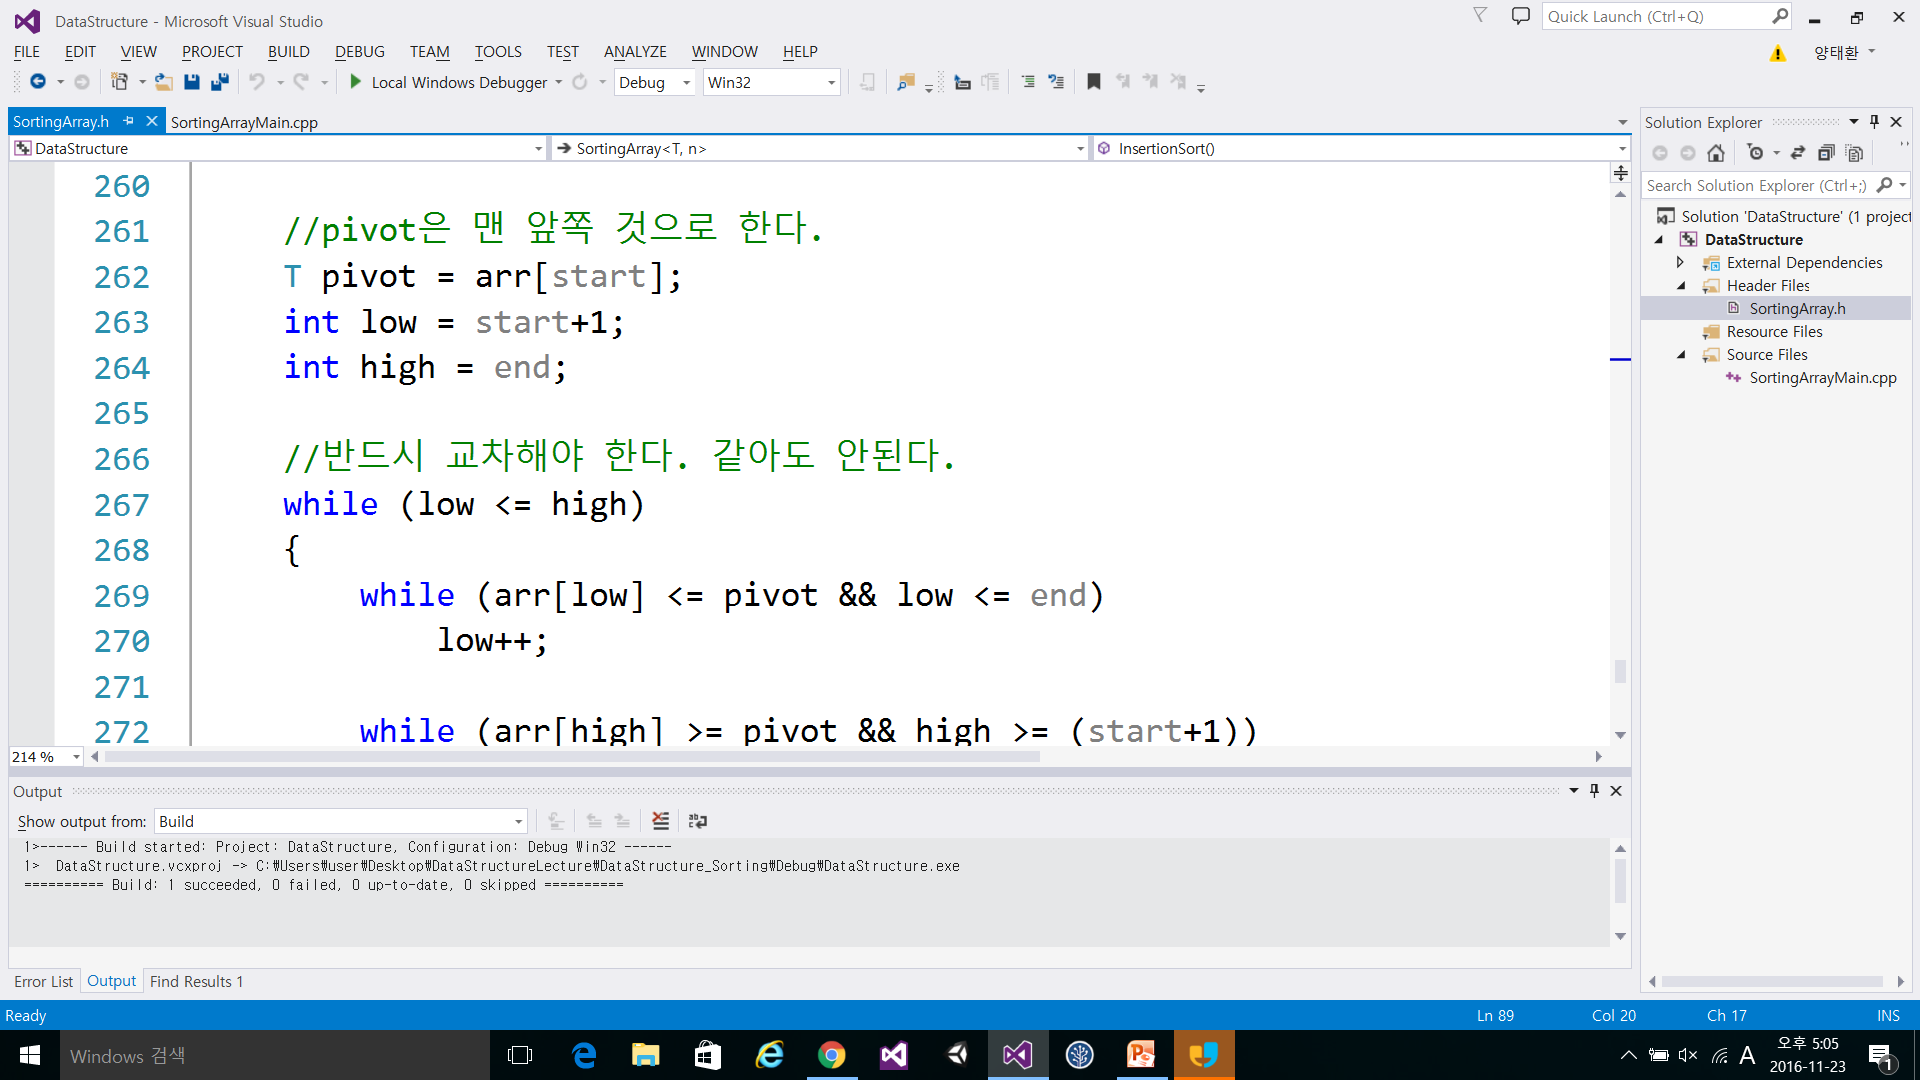 DataStructure - Microsoft Visual Studio
Quick Launch (Ctrl+Q)
FILE EDIT VIEW PROJECT BUILD DEBUG TEAM TOOLS TEST ANALYZE WINDOW HELP
양태환
Local Windows Debugger Debug Win32
SortingArray.h SortingArrayMain.cpp
DataStructure SortingArray<T, n> InsertionSort()
260
261 //pivot은 맨 앞쪽 것으로 한다.
262 T pivot = arr[start];
263 int low = start+1;
264 int high = end;
265
266 //반드시 교차해야 한다. 같아도 안된다.
267 while (low <= high)
268 {
269 while (arr[low] <= pivot && low <= end)
270 low++;
271
272 while (arr[high] >= pivot && high >= (start+1))
214 %
Output
Show output from: Build
1>------ Build started: Project: DataStructure, Configuration: Debug Win32 ------
1>  DataStructure.vcxproj -> C:₩Users₩user₩Desktop₩DataStructureLecture₩DataStructure_Sorting₩Debug₩DataStructure.exe
========== Build: 1 succeeded, 0 failed, 0 up-to-date, 0 skipped ==========
Error List Output Find Results 1
Solution Explorer
Search Solution Explorer (Ctrl+;)
Solution 'DataStructure' (1 project
DataStructure
External Dependencies
Header Files
SortingArray.h
Resource Files
Source Files
SortingArrayMain.cpp
Ready Ln 89 Col 20 Ch 17 INS
Windows 검색
A
오후 5:05
2016-11-23
1